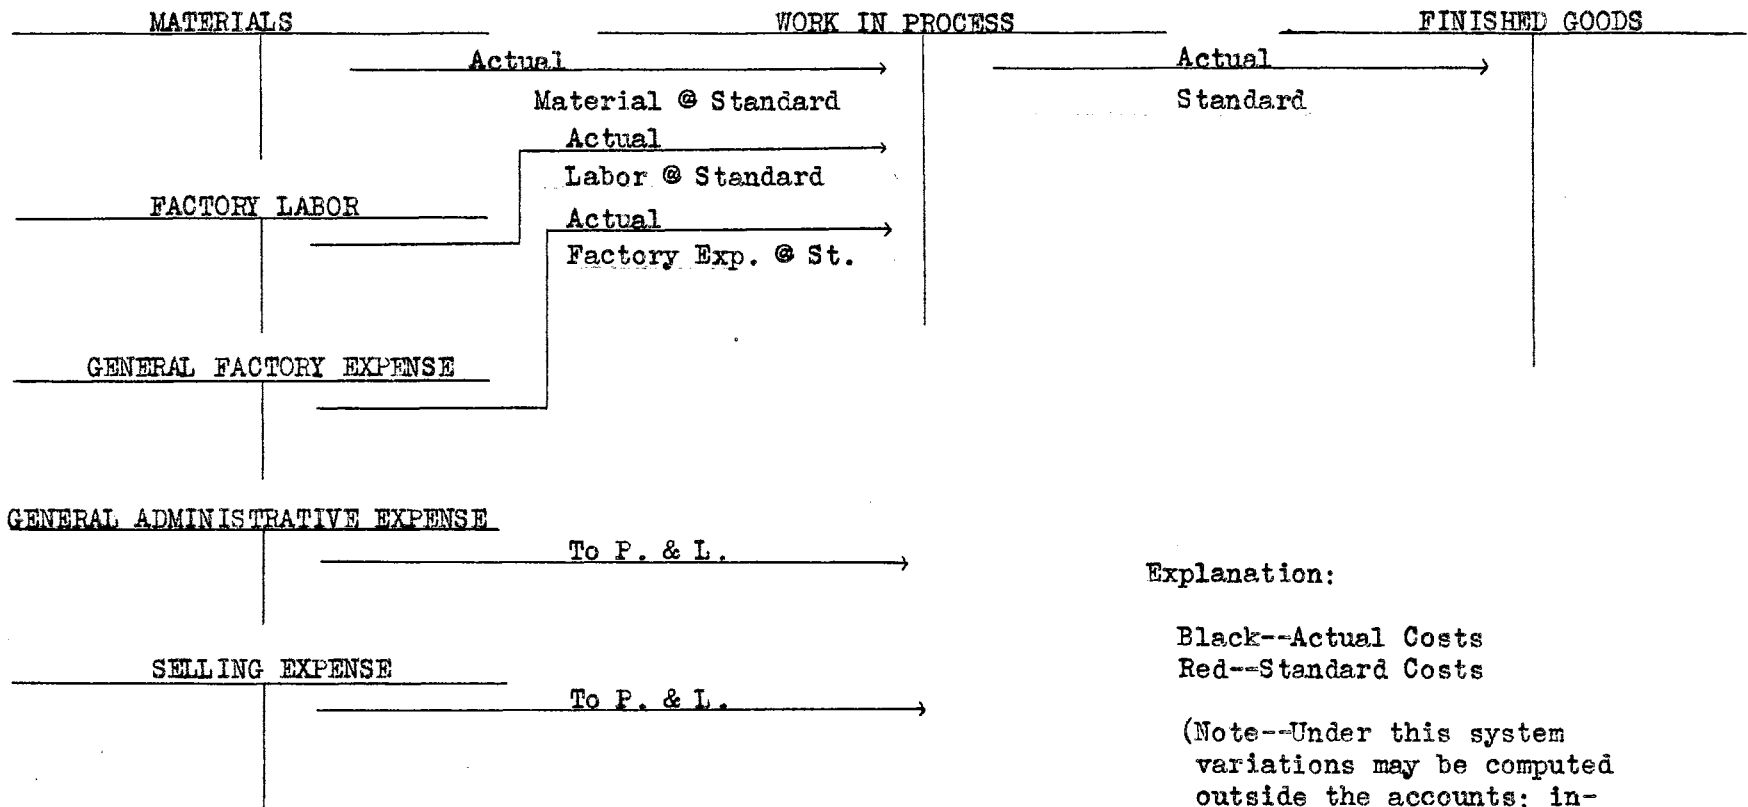 MATERIALS
WORK IN PROCESS
FINISHED GOODS
Actual
Actual
Material @ Standard
Standard
Actual
Labor @ Standard
FACTORY LABOR
Actual
Factory Exp. @ St.
GENERAL FACTORY EXPENSE
GENERAL ADMINISTRATIVE EXPENSE
To P. & L.
SELLING EXPENSE
To P. & L.
Explanation:
Black--Actual Costs
Red--Standard Costs
(Note--Under this system
variations may be computed
outside the accounts; in-